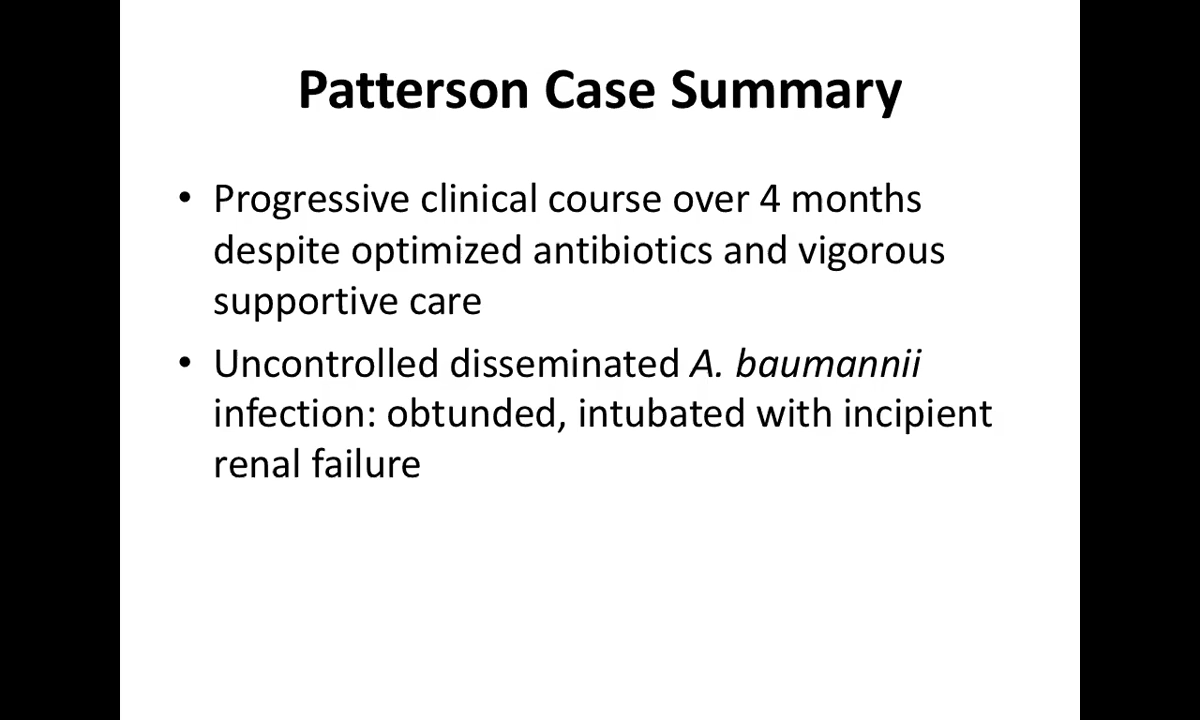 Patterson Case Summary
• Progressive clinical course over 4 months
despite optimized antibiotics and vigorous
supportive care
• Uncontrolled disseminated A. baumannii
infection: obtunded, intubated with incipient
renal failure